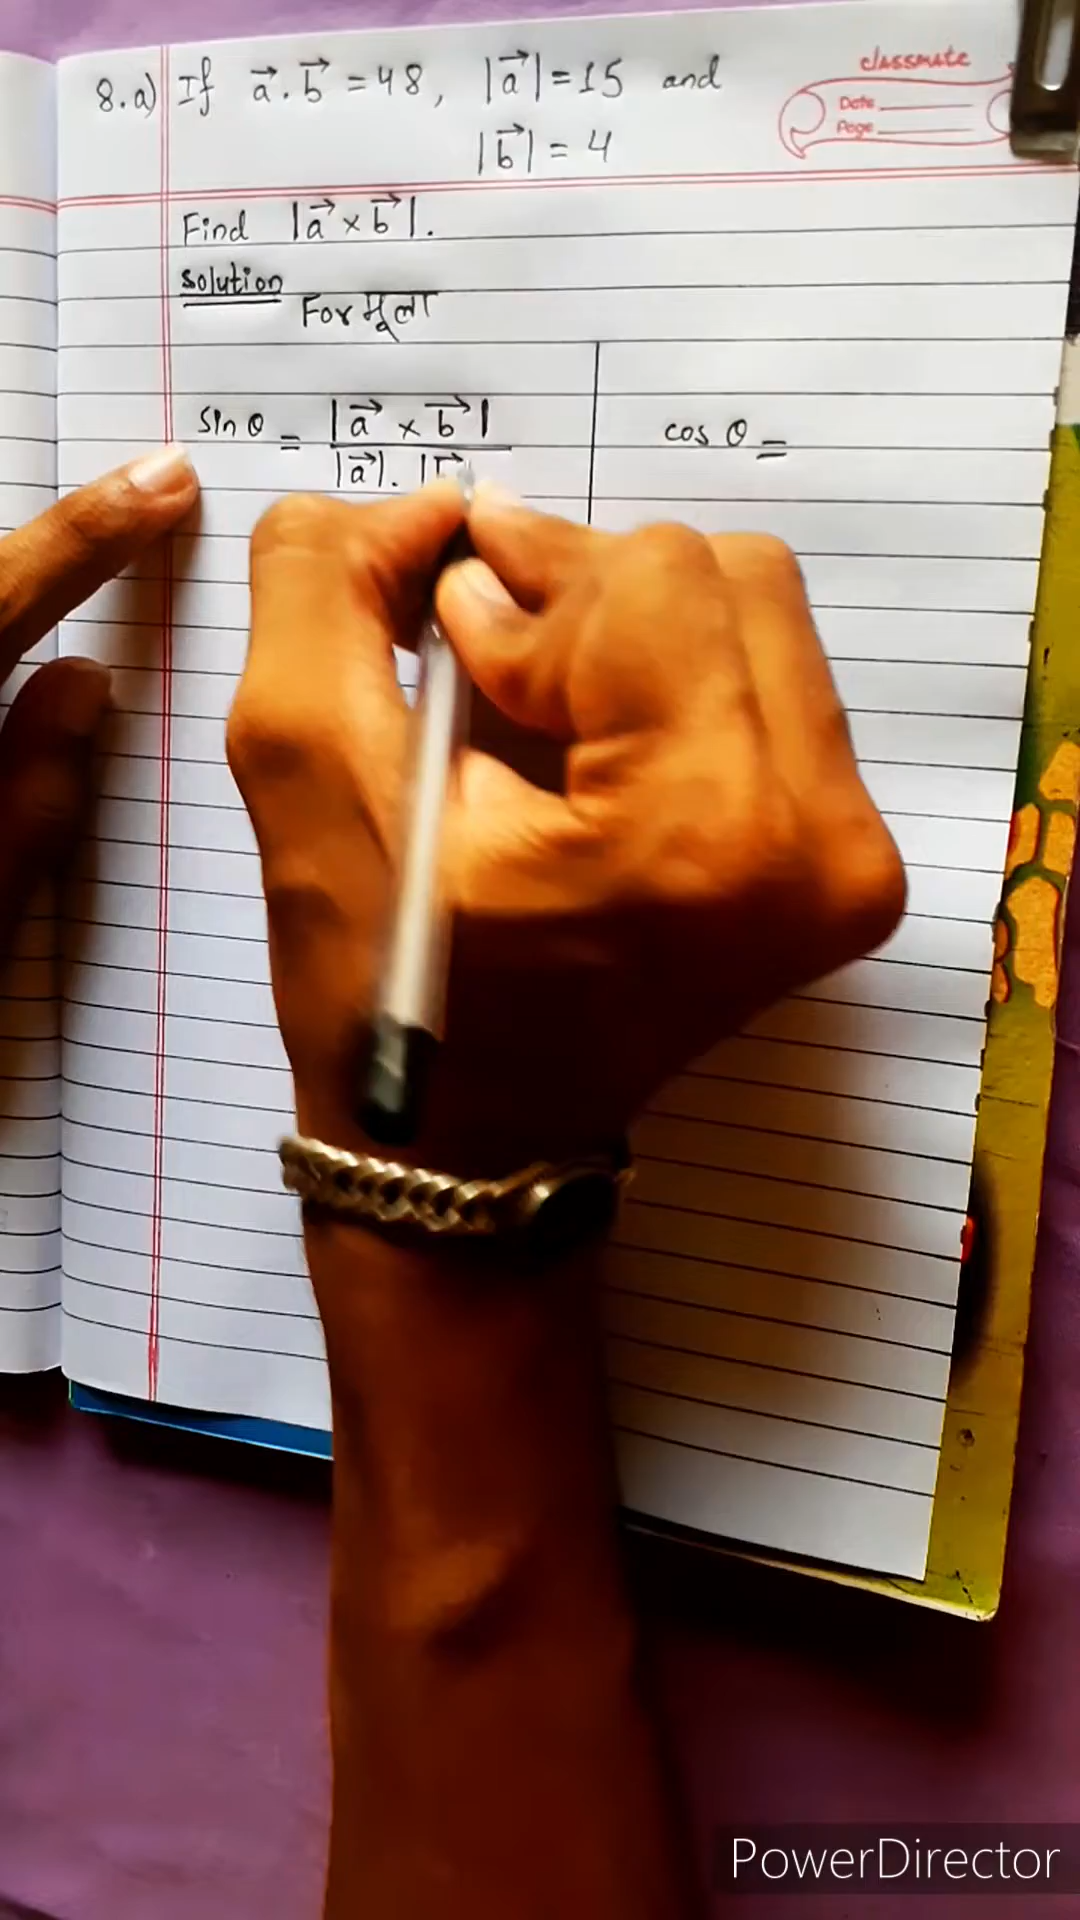 8.a) If a⃗ . b⃗ = 48, |a⃗| = 15 and
|b⃗| = 4
classmate
Date
Page
Find |a⃗ × b⃗|.
Solution
Forमूला
sin θ = |a⃗ × b⃗| / |a⃗|. |b⃗
cos θ =
PowerDirector